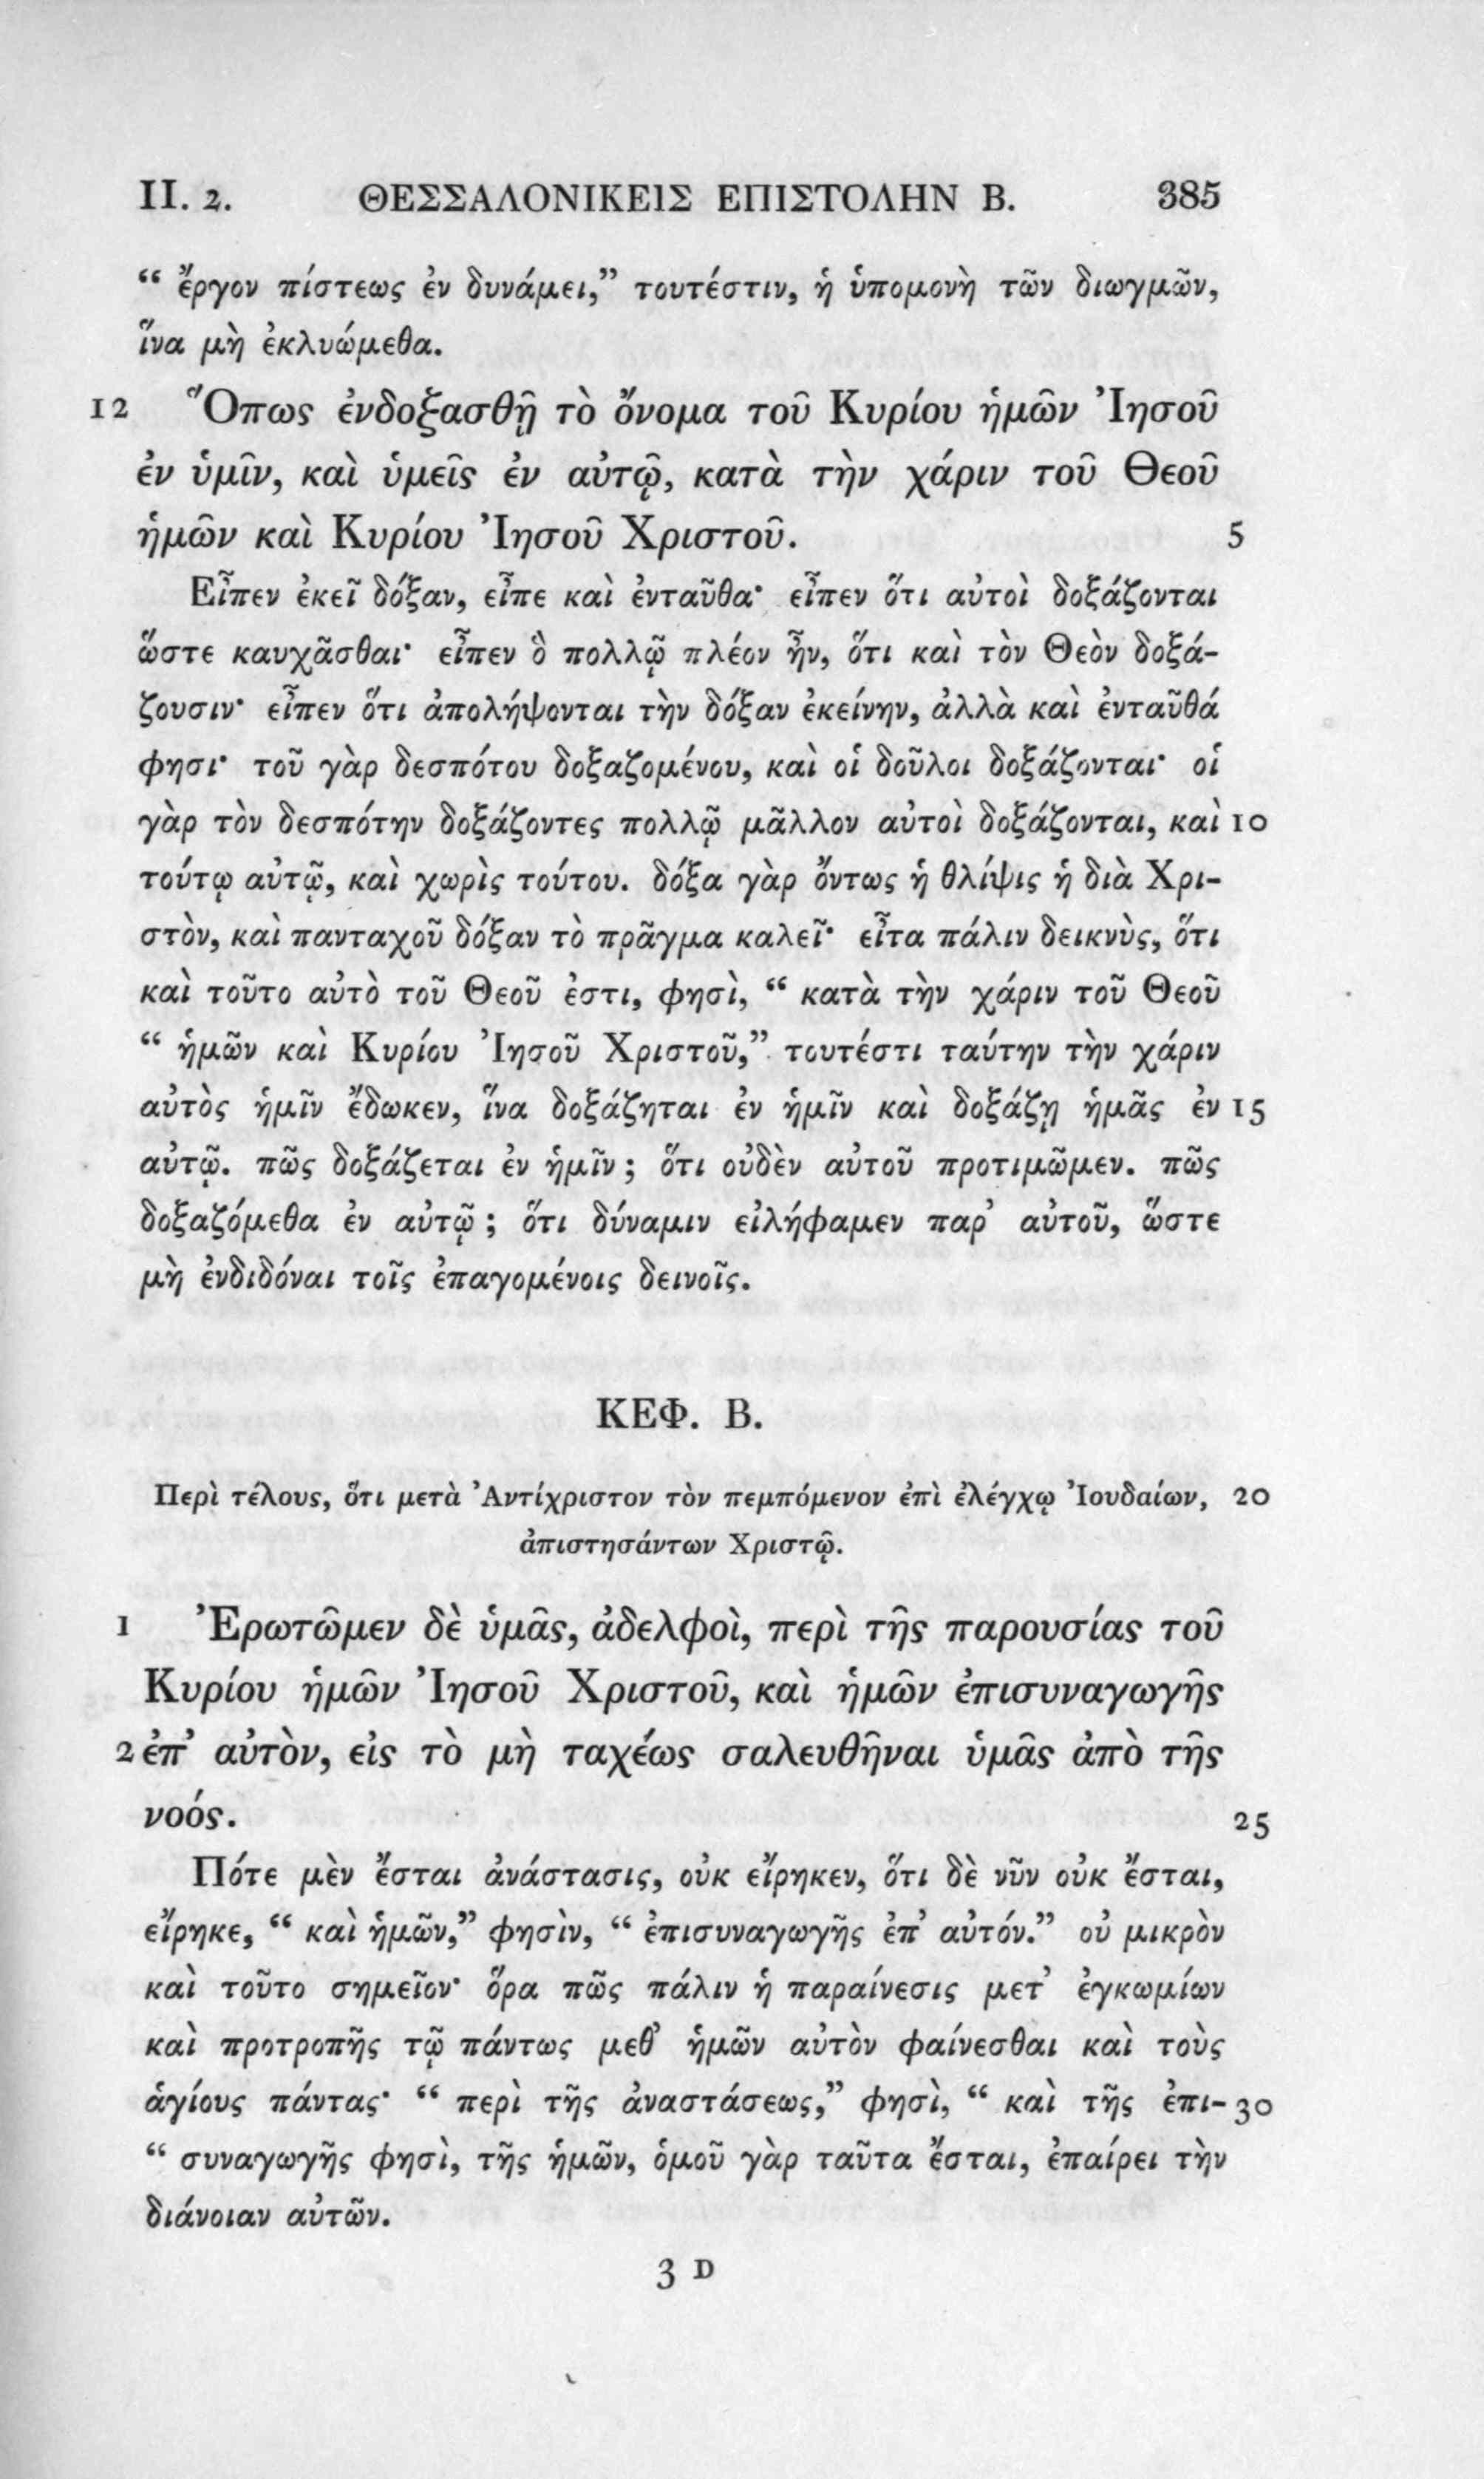 II. 2. ΘΕΣΣΑΛΟΝΙΚΕΙΣ ΕΠΙΣΤΟΛΗΝ Β. 385
“ ἔργον πίστεως ἐν δυνάμει,” τουτέστιν, ἡ ὑπομονὴ τῶν διωγμῶν,
ἵνα μὴ ἐκλυώμεθα.
12 Ὅπως ἐνδοξασθῇ τὸ ὄνομα τοῦ Κυρίου ἡμῶν Ἰησοῦ
ἐν ὑμῖν, καὶ ὑμεῖς ἐν αὐτῷ, κατὰ τὴν χάριν τοῦ Θεοῦ
ἡμῶν καὶ Κυρίου Ἰησοῦ Χριστοῦ. 5
Εἶπεν ἐκεῖ δόξαν, εἶπε καὶ ἐνταῦθα· εἶπεν ὅτι αὐτοὶ δοξάζονται
ὥστε καυχᾶσθαι· εἶπεν ὃ πολλῷ πλέον ἦν, ὅτι καὶ τὸν Θεὸν δοξά-
ζουσιν· εἶπεν ὅτι ἀπολήψονται τὴν δόξαν ἐκείνην, ἀλλὰ καὶ ἐνταῦθά
φησι· τοῦ γὰρ δεσπότου δοξαζομένου, καὶ οἱ δοῦλοι δοξάζονται· οἱ
γὰρ τὸν δεσπότην δοξάζοντες πολλῷ μᾶλλον αὐτοὶ δοξάζονται, καὶ 10
τούτῳ αὐτῷ, καὶ χωρὶς τούτου. δόξα γὰρ ὄντως ἡ θλίψις ἡ διὰ Χρι-
στὸν, καὶ πανταχοῦ δόξαν τὸ πρᾶγμα καλεῖ· εἶτα πάλιν δεικνὺς, ὅτι
καὶ τοῦτο αὐτὸ τοῦ Θεοῦ ἐστι, φησὶ, “ κατὰ τὴν χάριν τοῦ Θεοῦ
“ ἡμῶν καὶ Κυρίου Ἰησοῦ Χριστοῦ,” τουτέστι ταύτην τὴν χάριν
αὐτὸς ἡμῖν ἔδωκεν, ἵνα δοξάζηται ἐν ἡμῖν καὶ δοξάζῃ ἡμᾶς ἐν 15
αὐτῷ. πῶς δοξάζεται ἐν ἡμῖν ; ὅτι οὐδὲν αὐτοῦ προτιμῶμεν. πῶς
δοξαζόμεθα ἐν αὐτῷ ; ὅτι δύναμιν εἰλήφαμεν παρ’ αὐτοῦ, ὥστε
μὴ ἐνδιδόναι τοῖς ἐπαγομένοις δεινοῖς.
ΚΕΦ. Β.
Περὶ τέλους, ὅτι μετὰ Ἀντίχριστον τὸν πεμπόμενον ἐπὶ ἐλέγχῳ Ἰουδαίων, 20
ἀπιστησάντων Χριστῷ.
1 Ἐρωτῶμεν δὲ ὑμᾶς, ἀδελφοὶ, περὶ τῆς παρουσίας τοῦ
Κυρίου ἡμῶν Ἰησοῦ Χριστοῦ, καὶ ἡμῶν ἐπισυναγωγῆς
2 ἐπ’ αὐτὸν, εἰς τὸ μὴ ταχέως σαλευθῆναι ὑμᾶς ἀπὸ τῆς
νοός. 25
Πότε μὲν ἔσται ἀνάστασις, οὐκ εἴρηκεν, ὅτι δὲ νῦν οὐκ ἔσται,
εἴρηκε, “ καὶ ἡμῶν,” φησὶν, “ ἐπισυναγωγῆς ἐπ’ αὐτόν.” οὐ μικρὸν
καὶ τοῦτο σημεῖον· ὅρα πῶς πάλιν ἡ παραίνεσις μετ’ ἐγκωμίων
καὶ προτροπῆς τῷ πάντως μεθ’ ἡμῶν αὐτὸν φαίνεσθαι καὶ τοὺς
ἁγίους πάντας· “ περὶ τῆς ἀναστάσεως,” φησὶ, “ καὶ τῆς ἐπι- 30
“ συναγωγῆς φησὶ, τῆς ἡμῶν, ὁμοῦ γὰρ ταῦτα ἔσται, ἐπαίρει τὴν
διάνοιαν αὐτῶν.
3 D